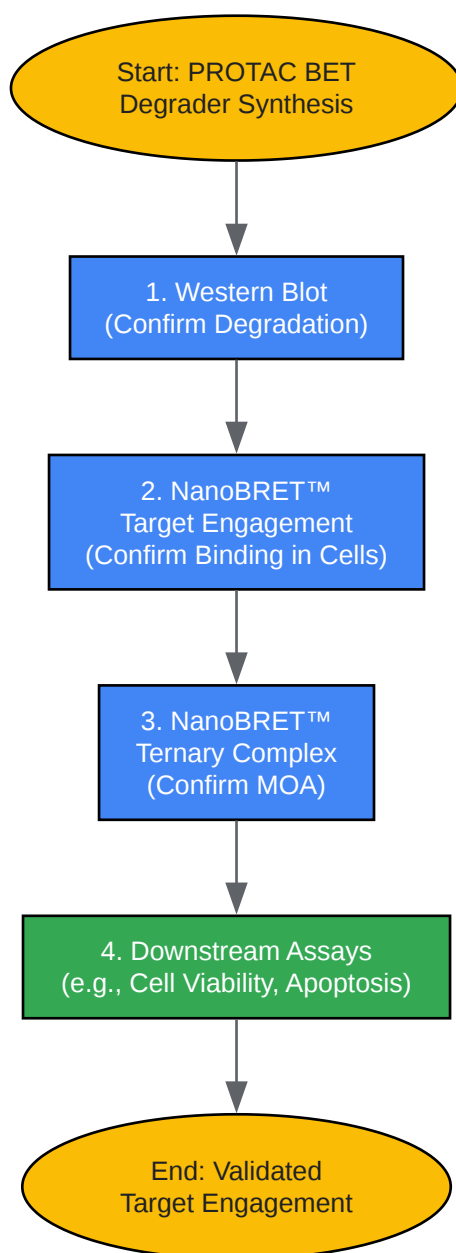 Start: PROTAC BET
Degrader Synthesis
1. Western Blot
(Confirm Degradation)
2. NanoBRET™
Target Engagement
(Confirm Binding in Cells)
3. NanoBRET™
Ternary Complex
(Confirm MOA)
4. Downstream Assays
(e.g., Cell Viability, Apoptosis)
End: Validated
Target Engagement